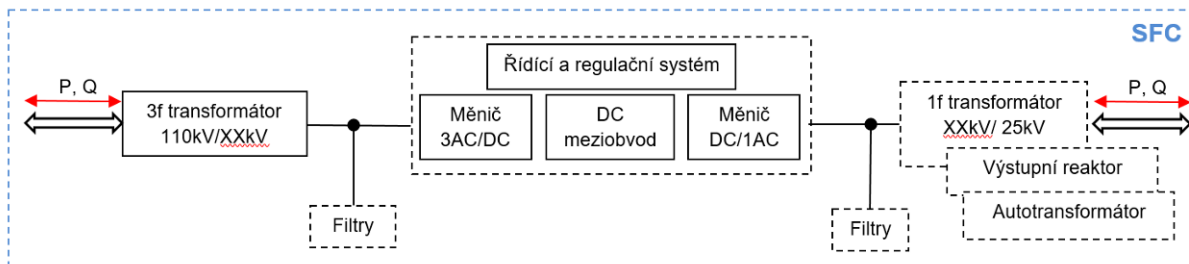 SFC
P, Q
3f transformátor
110kV/XXkV
Filtry
Řídící a regulační systém
Měnič
3AC/DC
DC
meziobvod
Měnič
DC/1AC
Filtry
1f transformátor
XXkV/ 25kV
Výstupní reaktor
Autotransformátor
P, Q